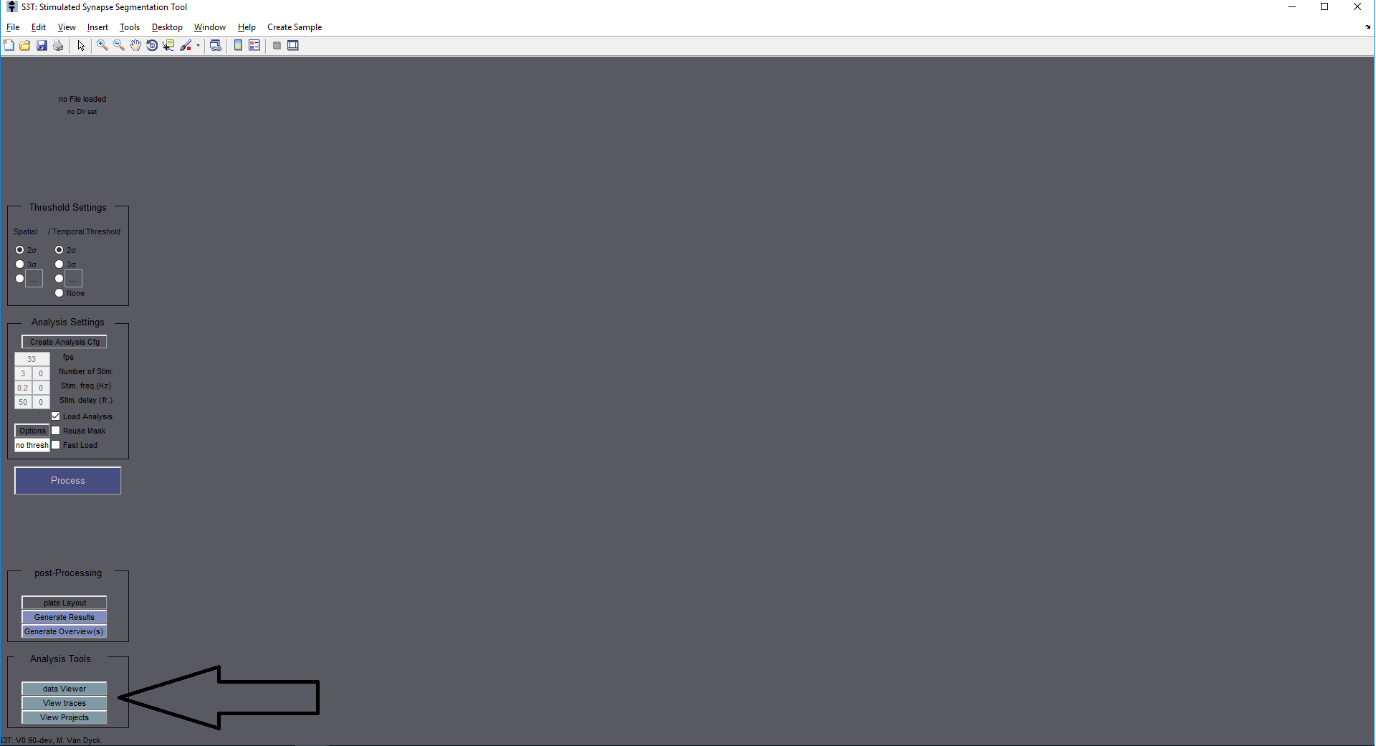 S3T: Stimulated Synapse Segmentation Tool
File Edit View Insert Tools Desktop Window Help Create Sample
no File loaded
no Dir set
Threshold Settings
Spatial / Temporal Threshold
2σ 2σ
3σ 3σ
... ...
None
Analysis Settings
Create Analysis Cfg
33 fps
3 0 Number of Stim.
0.2 0 Stim. freq.(Hz)
50 0 Stim. delay (fr.)
Load Analysis
Options Reuse Mask
no thresh Fast Load
Process
post-Processing
plate Layout
Generate Results
Generate Overview(s)
Analysis Tools
data Viewer
View traces
View Projects
S3T: V0.90-dev, M. Van Dyck